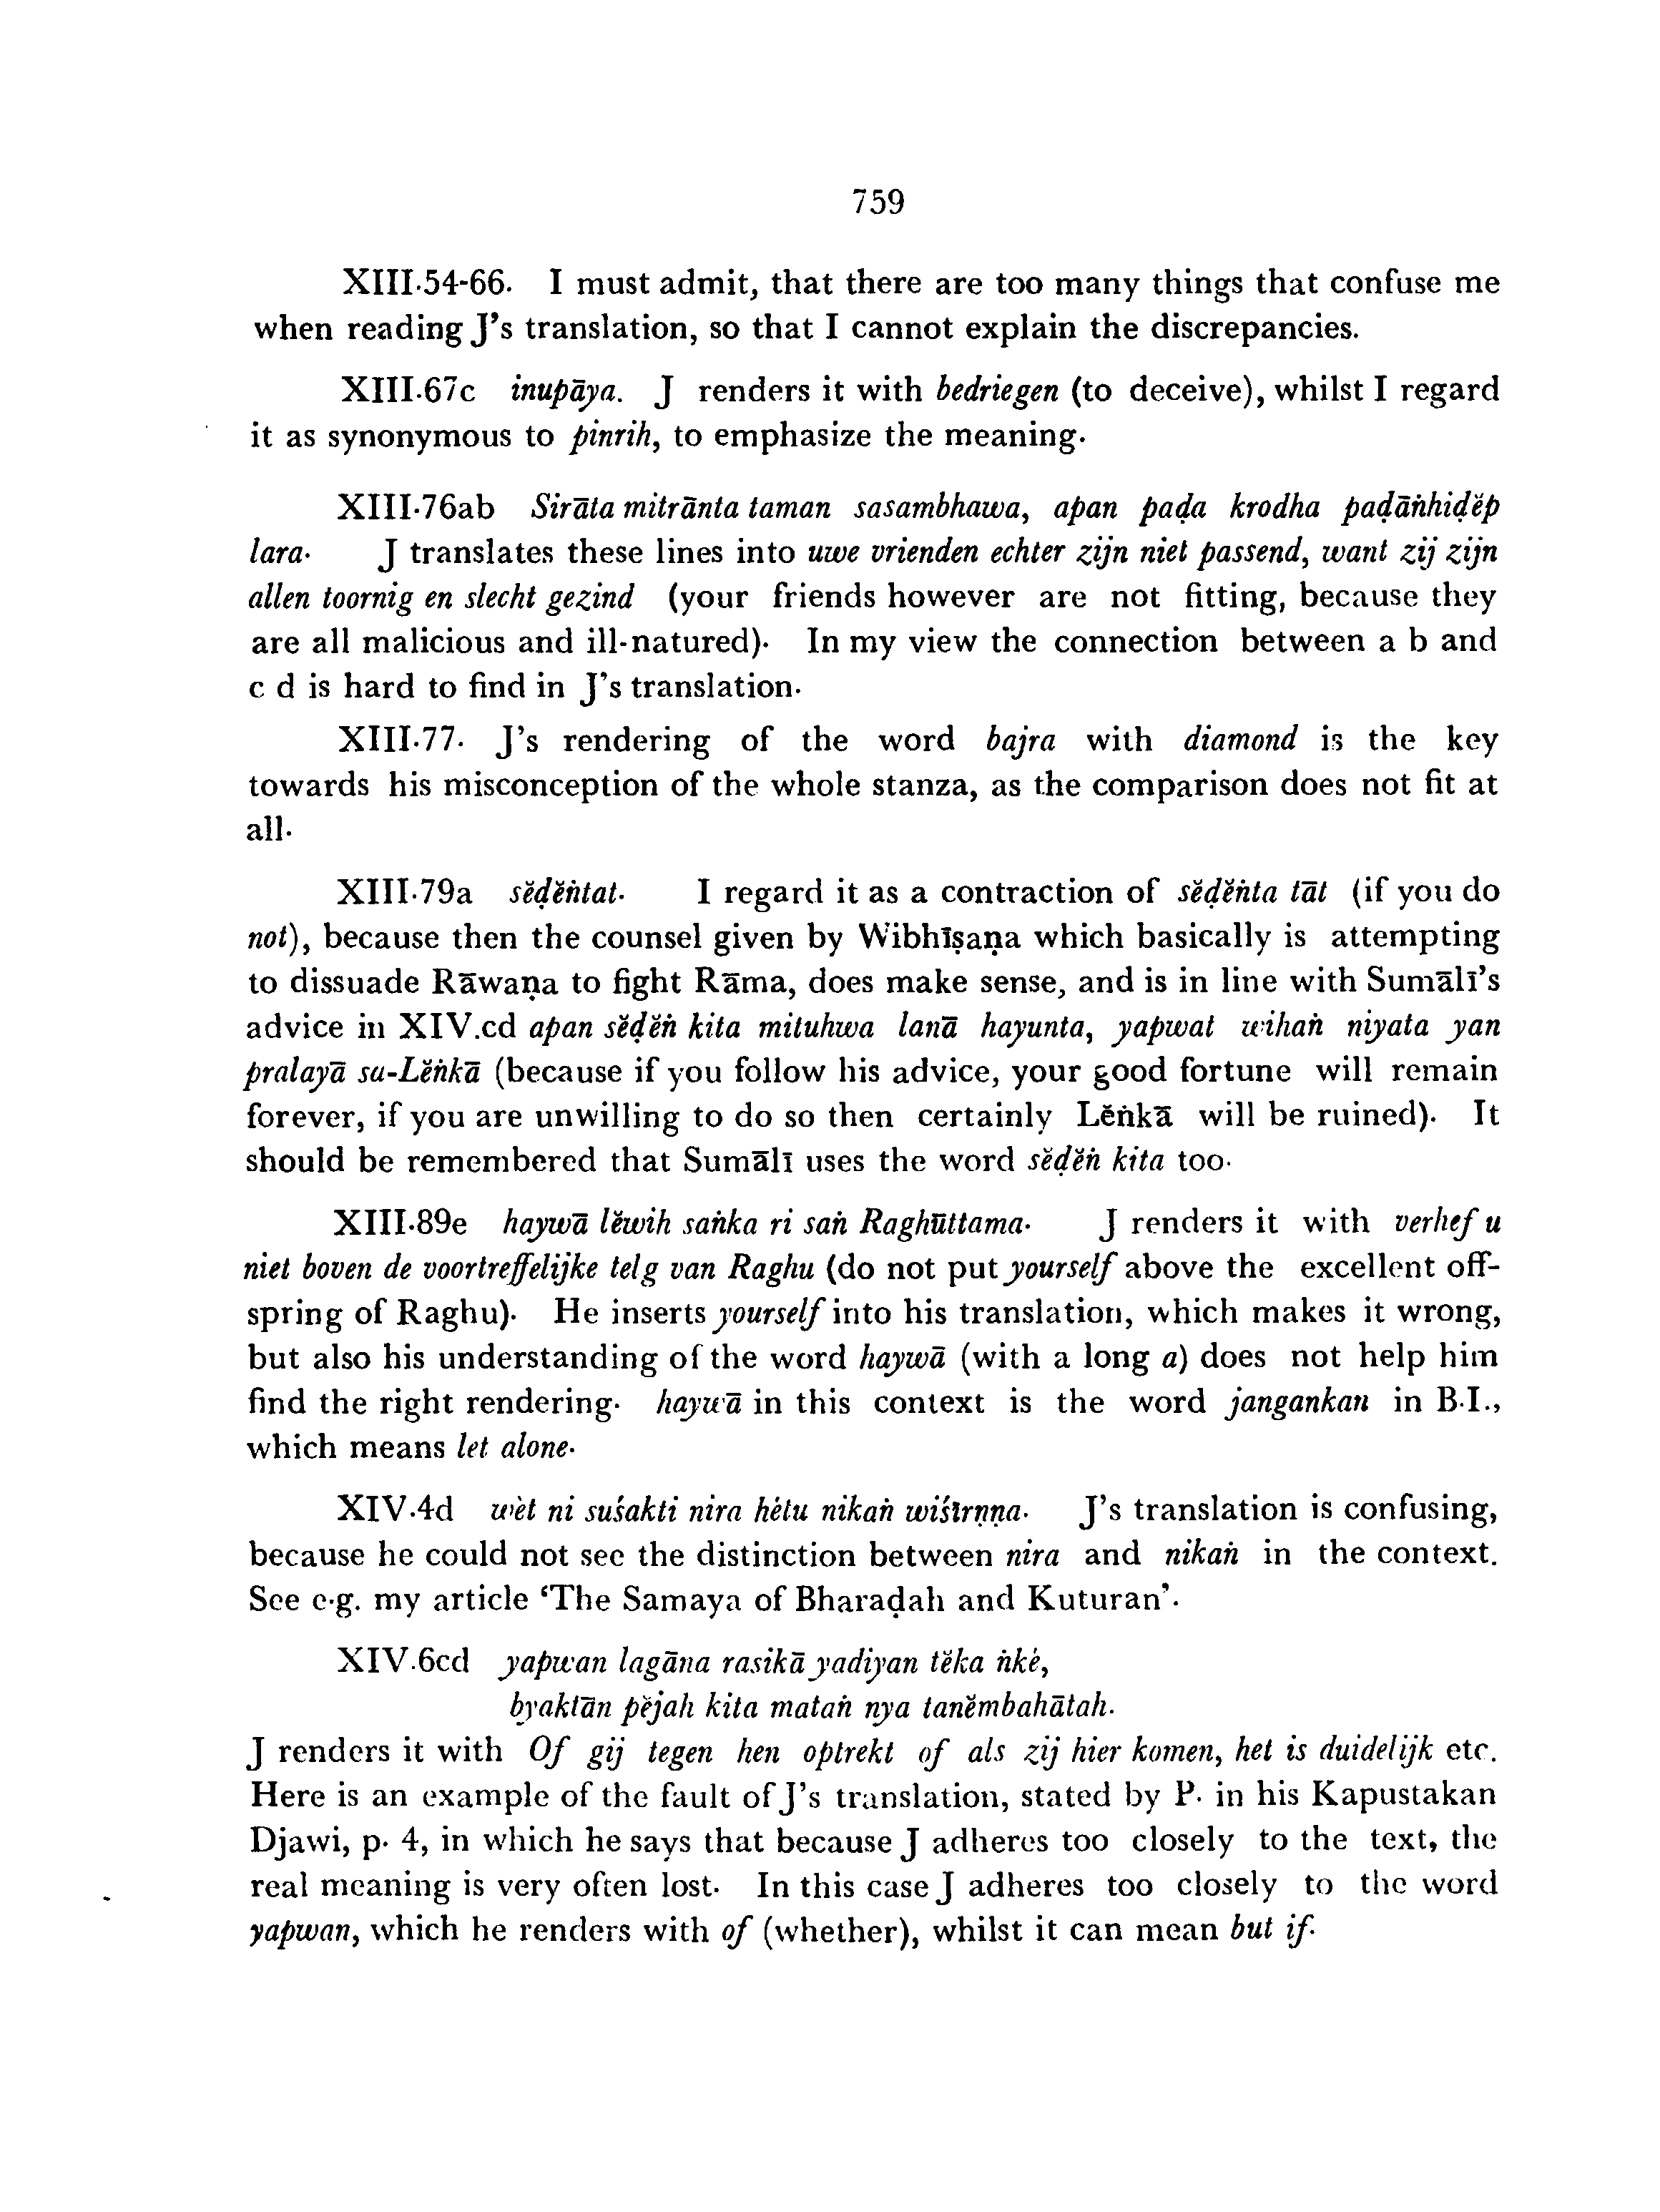 759
XIII.54-66. I must admit, that there are too many things that confuse me
when reading J's translation, so that I cannot explain the discrepancies.
XIII.67c inupāya. J renders it with bedriegen (to deceive), whilst I regard
it as synonymous to pinrih, to emphasize the meaning.
XIII.76ab Sirāta mitrānta taman sasambhawa, apan paḍa krodha paḍāṅhiḍĕp
lara. J translates these lines into uwe vrienden echter zijn niet passend, want zij zijn
allen toornig en slecht gezind (your friends however are not fitting, because they
are all malicious and ill-natured). In my view the connection between a b and
c d is hard to find in J's translation.
XIII.77. J's rendering of the word bajra with diamond is the key
towards his misconception of the whole stanza, as the comparison does not fit at
all.
XIII.79a sĕḍĕṅtat. I regard it as a contraction of sĕḍĕṅta tāt (if you do
not), because then the counsel given by Wibhīṣaṇa which basically is attempting
to dissuade Rāwaṇa to fight Rāma, does make sense, and is in line with Sumālī's
advice in XIV.cd apan sĕḍĕṅ kita mituhwa lanā hayunta, yapwat wihaṅ niyata yan
pralayā su-Lĕṅkā (because if you follow his advice, your good fortune will remain
forever, if you are unwilling to do so then certainly Lĕṅkā will be ruined). It
should be remembered that Sumālī uses the word sĕḍĕṅ kita too.
XIII.89e haywā lĕwih saṅka ri saṅ Raghūttama. J renders it with verhef u
niet boven de voortreffelijke telg van Raghu (do not put yourself above the excellent off-
spring of Raghu). He inserts yourself into his translation, which makes it wrong,
but also his understanding of the word haywā (with a long a) does not help him
find the right rendering. haywā in this context is the word jangankan in B.I.,
which means let alone.
XIV.4d wèt ni suśakti nira hètu nikaṅ wiśīrṇṇa. J's translation is confusing,
because he could not see the distinction between nira and nikaṅ in the context.
See e.g. my article 'The Samaya of Bharaḍah and Kuturan'.
XIV.6cd yapwan lagāna rasikā yadiyan tĕka ṅkè,
byaktān pĕjah kita mataṅ nya tanĕmbahātah.
J renders it with Of gij tegen hen optrekt of als zij hier komen, het is duidelijk etc.
Here is an example of the fault of J's translation, stated by P. in his Kapustakan
Djawi, p. 4, in which he says that because J adheres too closely to the text, the
real meaning is very often lost. In this case J adheres too closely to the word
yapwan, which he renders with of (whether), whilst it can mean but if.